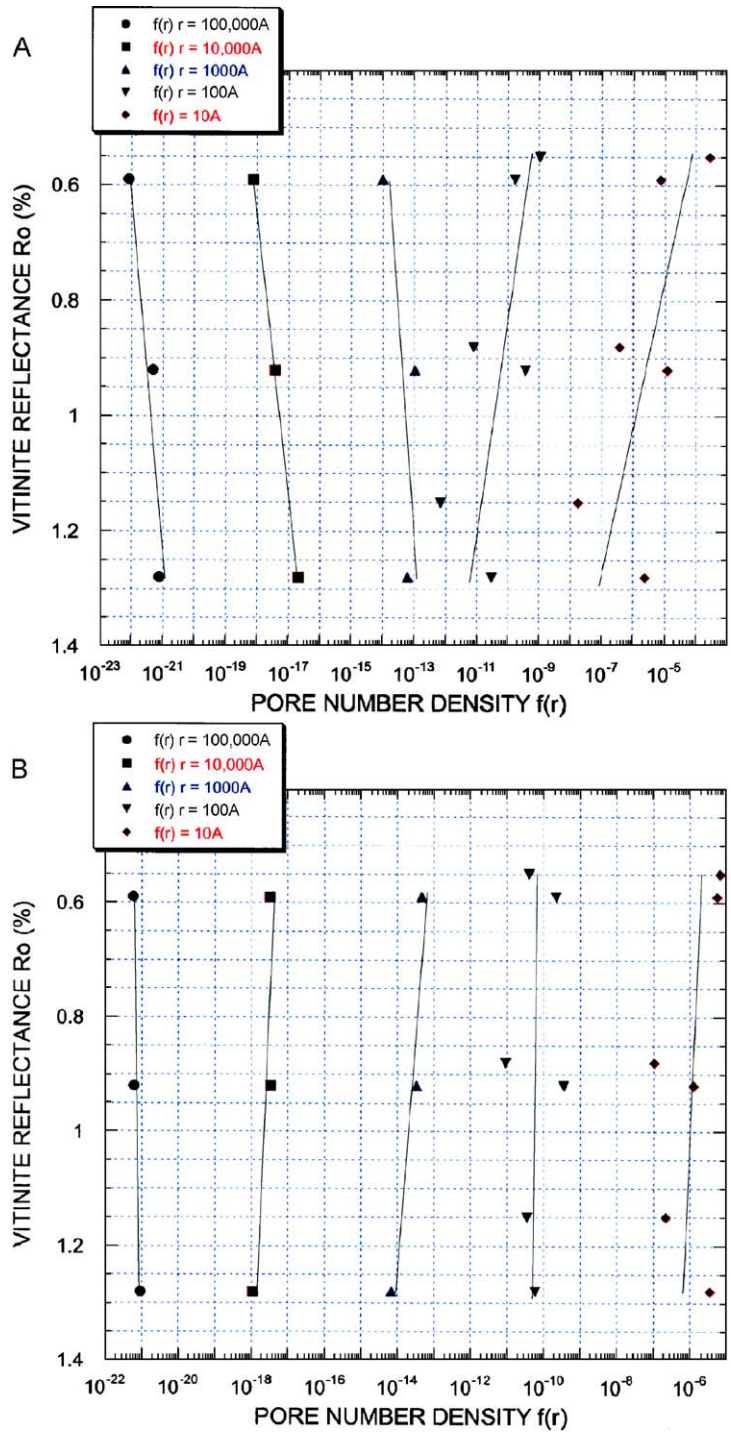 A
f(r) r = 100,000A
f(r) r = 10,000A
f(r) r = 1000A
f(r) r = 100A
f(r) = 10A
VITINITE REFLECTANCE Ro (%)
0.6
0.8
1
1.2
1.4
10⁻²³ 10⁻²¹ 10⁻¹⁹ 10⁻¹⁷ 10⁻¹⁵ 10⁻¹³ 10⁻¹¹ 10⁻⁹ 10⁻⁷ 10⁻⁵
PORE NUMBER DENSITY f(r)
B
f(r) r = 100,000A
f(r) r = 10,000A
f(r) r = 1000A
f(r) r = 100A
f(r) = 10A
VITINITE REFLECTANCE Ro (%)
0.6
0.8
1
1.2
1.4
10⁻²² 10⁻²⁰ 10⁻¹⁸ 10⁻¹⁶ 10⁻¹⁴ 10⁻¹² 10⁻¹⁰ 10⁻⁸ 10⁻⁶
PORE NUMBER DENSITY f(r)